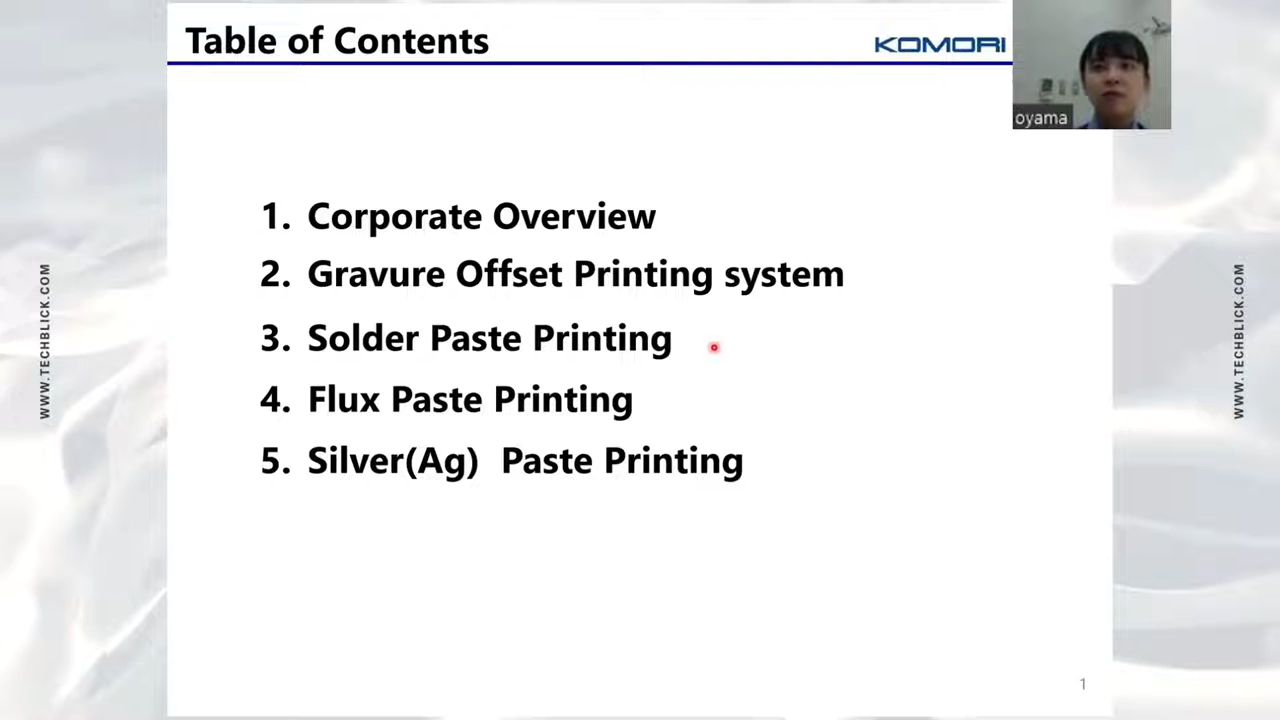 Table of Contents
KOMORI
oyama
1. Corporate Overview
2. Gravure Offset Printing system
3. Solder Paste Printing
4. Flux Paste Printing
5. Silver(Ag) Paste Printing
1
WWW.TECHBLICK.COM
WWW.TECHBLICK.COM